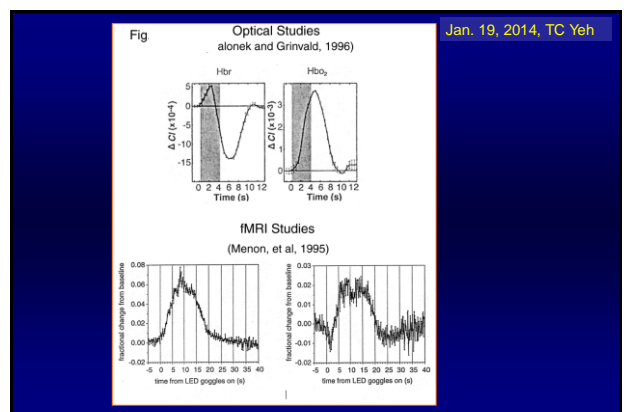 Jan. 19, 2014, TC Yeh
Fig.
Optical Studies
alonek and Grinvald, 1996)
Hbr
Hbo₂
Δ Cl (x10-4)
5
0
-5
-10
-15
0 2 4 6 8 10 12
Time (s)
Δ Cl (x10-3)
3
1
0
0 2 4 6 8 10 12
Time (s)
fMRI Studies
(Menon, et al, 1995)
fractional change from baseline
0.08
0.06
0.04
0.02
0.00
-0.02
-5 0 5 10 15 20 25 30 35 40
time from LED goggles on (s)
fractional change from baseline
0.03
0.02
0.01
0.00
-0.01
-0.02
-5 0 5 10 15 20 25 30 35 40
time from LED goggles on (s)